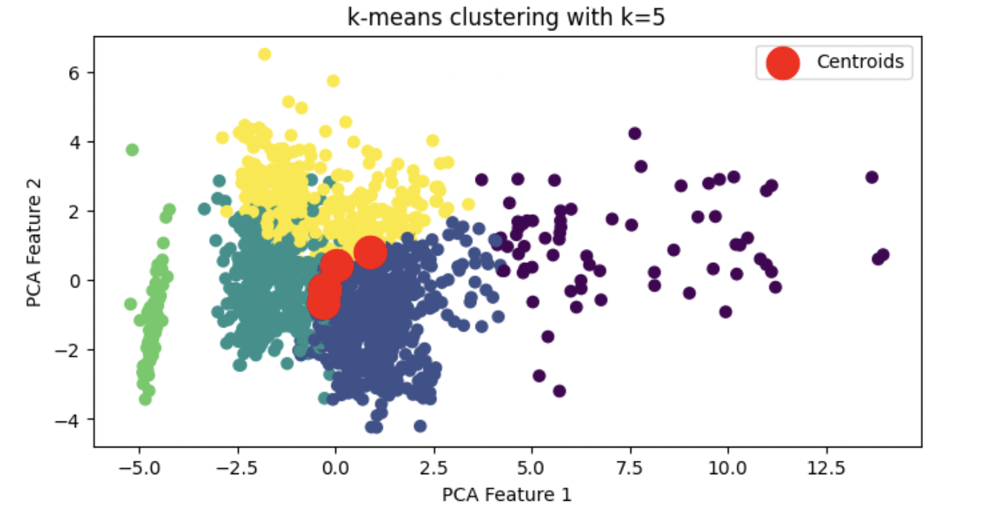 k-means clustering with k=5
Centroids
PCA Feature 2
6
4
2
0
−2
−4
−5.0 −2.5 0.0 2.5 5.0 7.5 10.0 12.5
PCA Feature 1